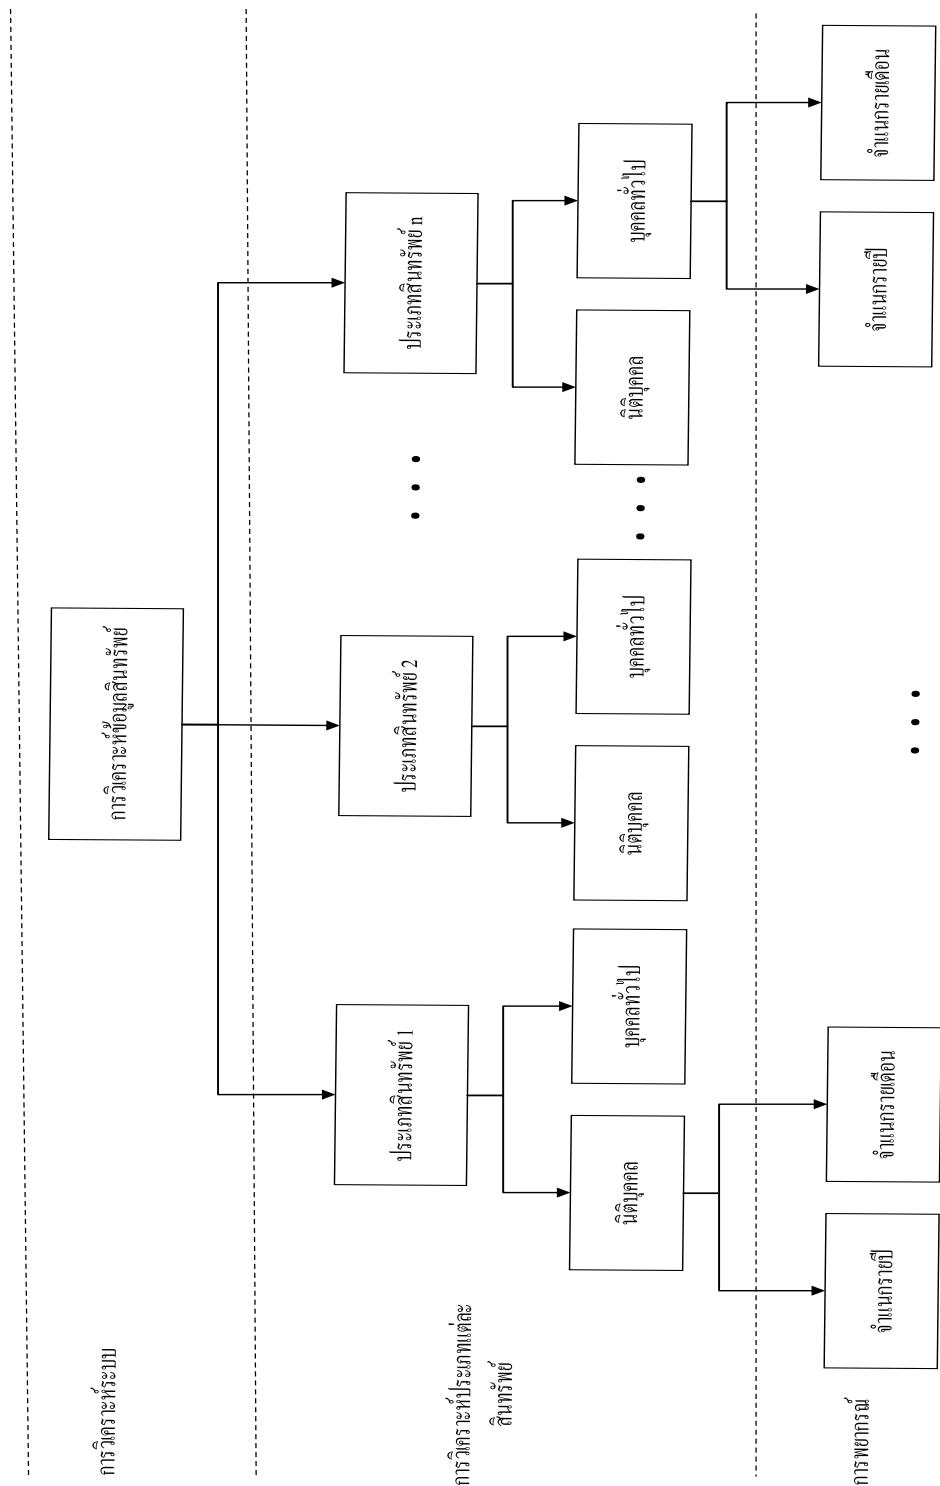 การวิเคราะห์ระบบ
การวิเคราะห์ข้อมูลสินทรัพย์
การวิเคราะห์ประเภทแต่ละ
สินทรัพย์
ประเภทสินทรัพย์ 1
ประเภทสินทรัพย์ 2
ประเภทสินทรัพย์ n
นิติบุคคล
บุคคลทั่วไป
นิติบุคคล
บุคคลทั่วไป
นิติบุคคล
บุคคลทั่วไป
การพยากรณ์
จำแนกรายปี
จำแนกรายเดือน
จำแนกรายปี
จำแนกรายเดือน